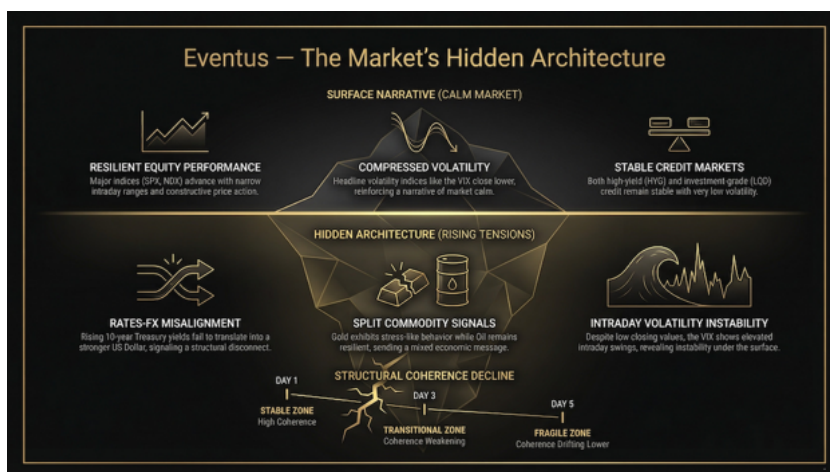 Eventus — The Market's Hidden Architecture
SURFACE NARRATIVE (CALM MARKET)
RESILIENT EQUITY PERFORMANCE
Major indices (SPX, NDX) advance with narrow
intraday ranges and constructive price action.
COMPRESSED VOLATILITY
Headline volatility indices like the VIX close lower,
reinforcing a narrative of market calm.
STABLE CREDIT MARKETS
Both high-yield (HYG) and investment-grade (LQD)
credit remain stable with very low volatility.
HIDDEN ARCHITECTURE (RISING TENSIONS)
RATES-FX MISALIGNMENT
Rising 10-year Treasury yields fail to translate into a
stronger US Dollar, signaling a structural disconnect.
SPLIT COMMODITY SIGNALS
Gold exhibits stress-like behavior while Oil remains
resilient, sending a mixed economic message.
INTRADAY VOLATILITY INSTABILITY
Despite low closing values, the VIX shows elevated
intraday swings, revealing instability under the surface.
STRUCTURAL COHERENCE DECLINE
DAY 1
STABLE ZONE
High Coherence
DAY 3
TRANSITIONAL ZONE
Coherence Weakening
DAY 5
FRAGILE ZONE
Coherence Drifting Lower